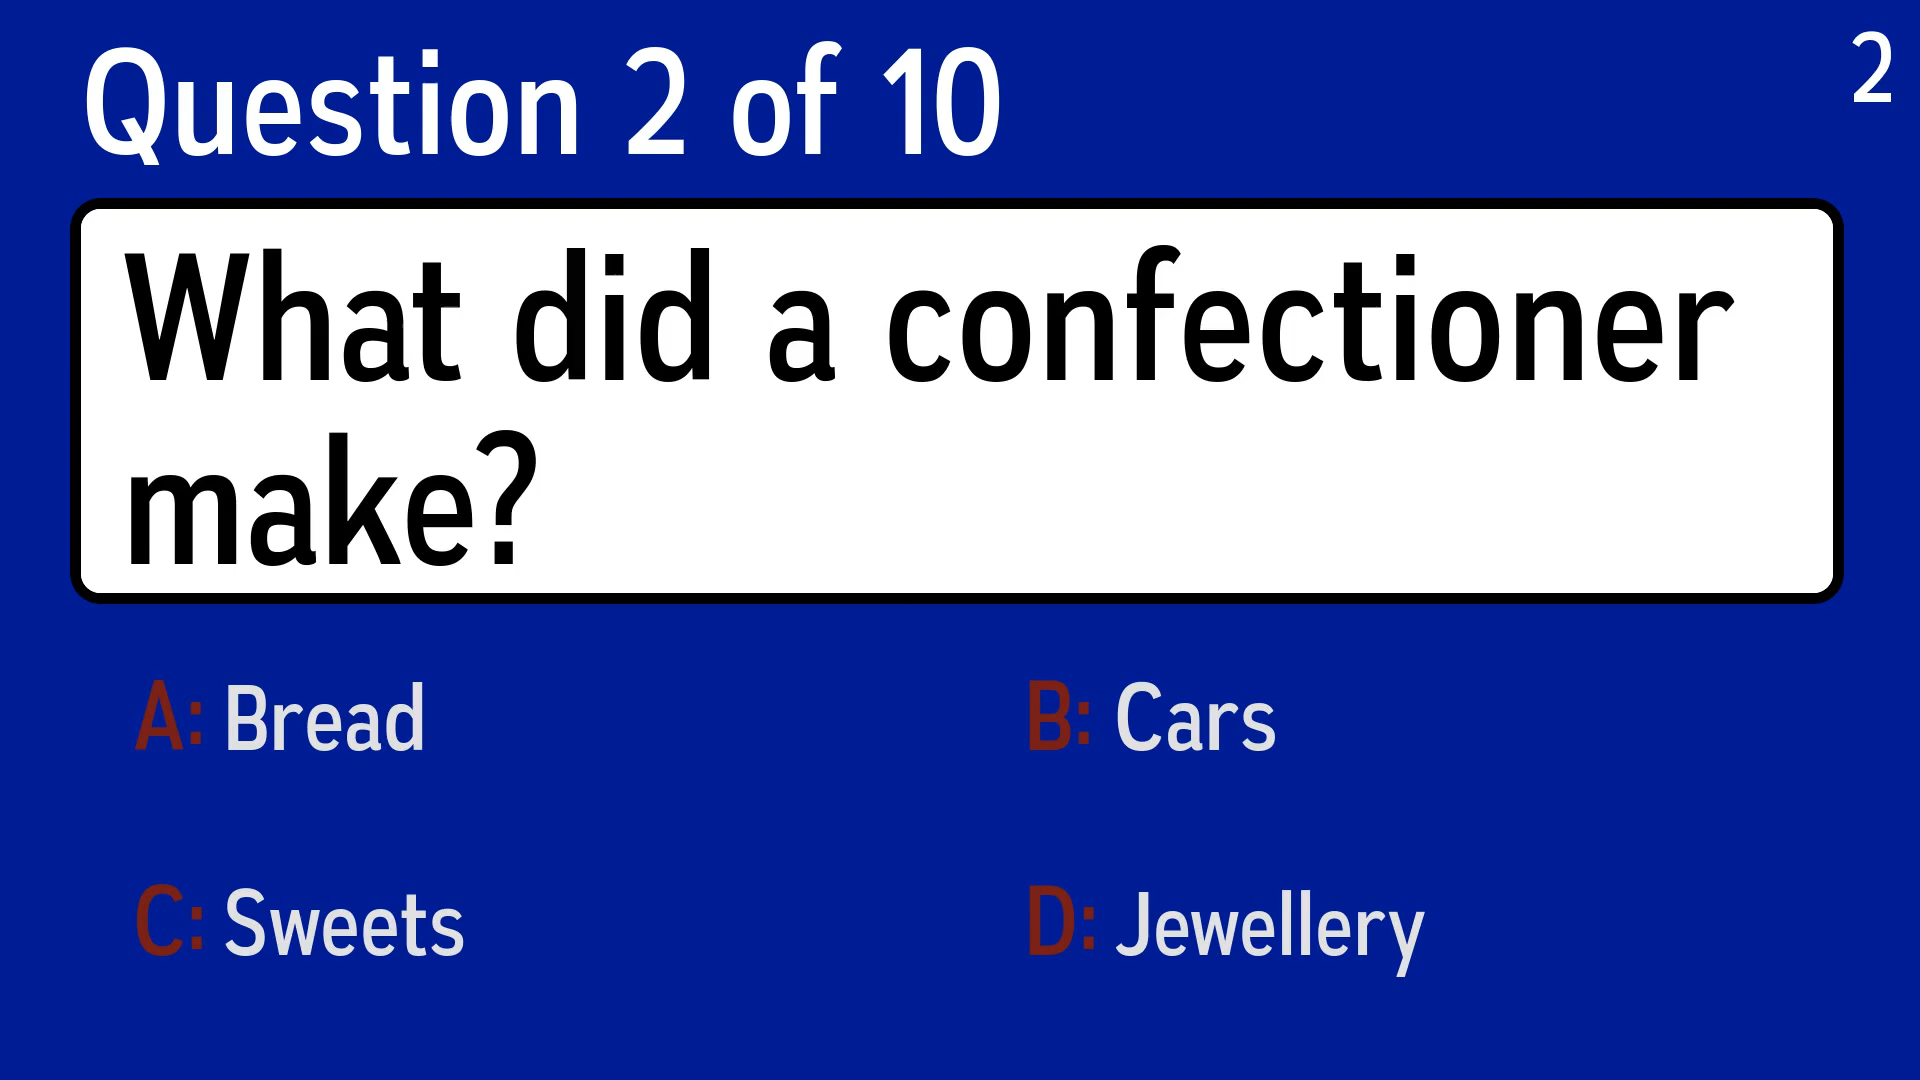 Question 2 of 10
2
What did a confectioner
make?
A: Bread
B: Cars
C: Sweets
D: Jewellery